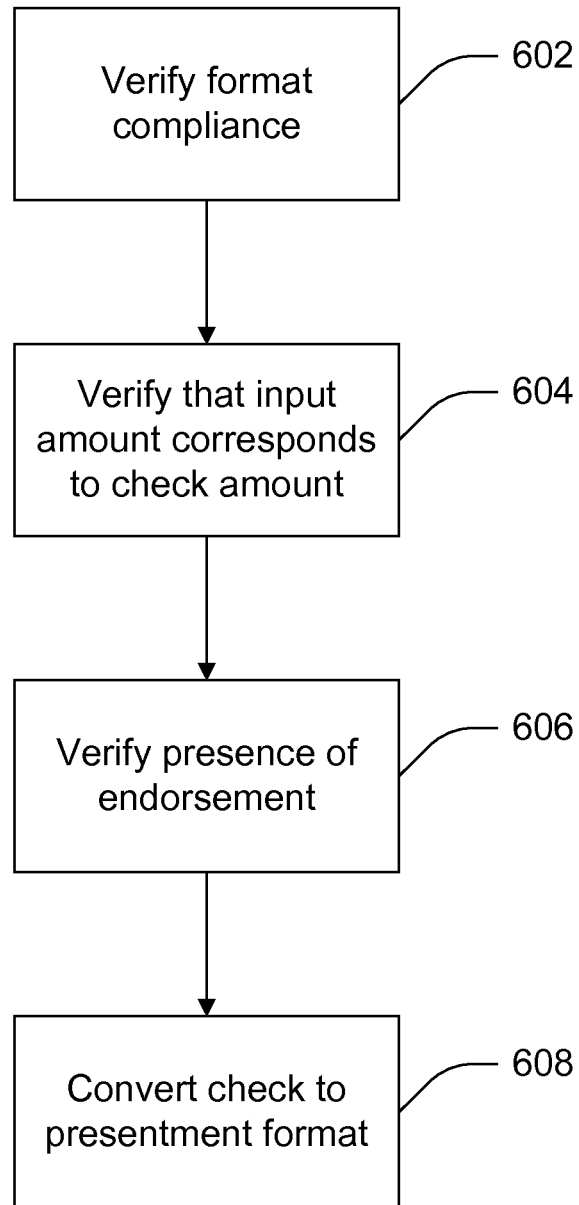 Verify format
compliance
602
Verify that input
amount corresponds
to check amount
604
Verify presence of
endorsement
606
Convert check to
presentment format
608